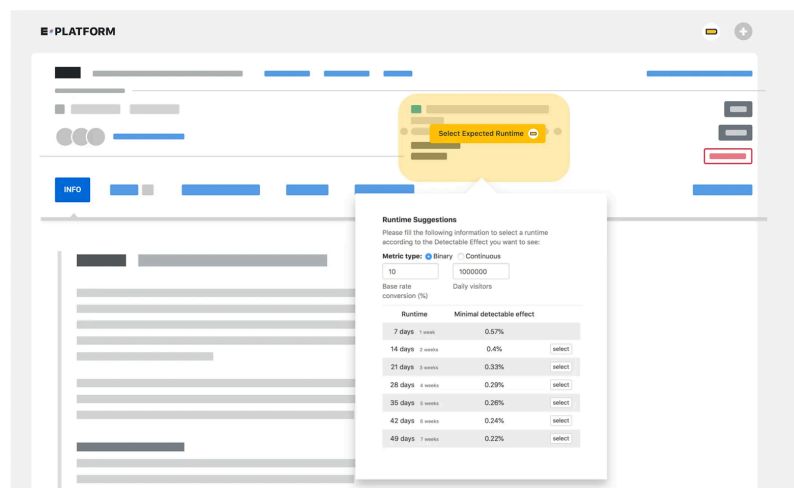 E PLATFORM
Select Expected Runtime
INFO
Runtime Suggestions
Please fill the following information to select a runtime
according to the Detectable Effect you want to see:
Metric type: Binary Continuous
10 1000000
Base rate Daily visitors
conversion (%)
Runtime Minimal detectable effect
7 days 1 week 0.57%
14 days 2 weeks 0.4% select
21 days 3 weeks 0.33% select
28 days 4 weeks 0.29% select
35 days 5 weeks 0.26% select
42 days 6 weeks 0.24% select
49 days 7 weeks 0.22% select